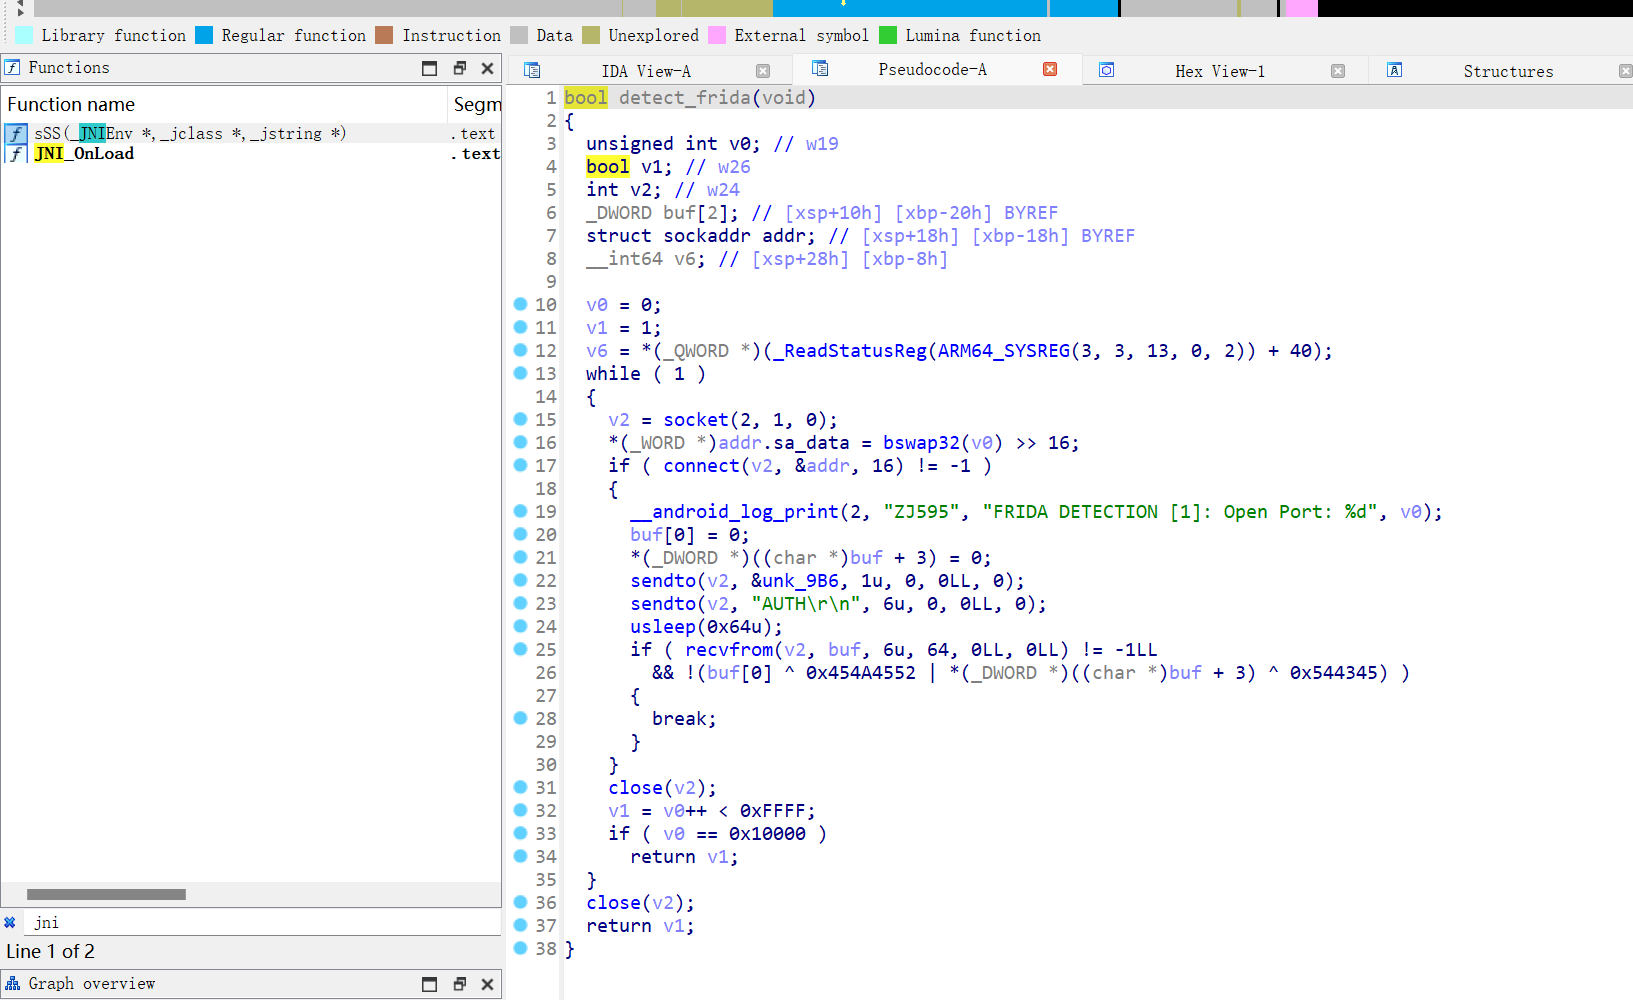 Library function Regular function Instruction Data Unexplored External symbol Lumina function
Functions
IDA View-A Pseudocode-A Hex View-1 Structures
Function name Segm
sSS(_JNIEnv *,_jclass *,_jstring *) .text
JNI_OnLoad .text
1 bool detect_frida(void)
2 {
3 unsigned int v0; // w19
4 bool v1; // w26
5 int v2; // w24
6 _DWORD buf[2]; // [xsp+10h] [xbp-20h] BYREF
7 struct sockaddr addr; // [xsp+18h] [xbp-18h] BYREF
8 __int64 v6; // [xsp+28h] [xbp-8h]
9
10 v0 = 0;
11 v1 = 1;
12 v6 = *(_QWORD *)(_ReadStatusReg(ARM64_SYSREG(3, 3, 13, 0, 2)) + 40);
13 while ( 1 )
14 {
15 v2 = socket(2, 1, 0);
16 *(_WORD *)addr.sa_data = bswap32(v0) >> 16;
17 if ( connect(v2, &addr, 16) != -1 )
18 {
19 __android_log_print(2, "ZJ595", "FRIDA DETECTION [1]: Open Port: %d", v0);
20 buf[0] = 0;
21 *(_DWORD *)((char *)buf + 3) = 0;
22 sendto(v2, &unk_9B6, 1u, 0, 0LL, 0);
23 sendto(v2, "AUTH\r\n", 6u, 0, 0LL, 0);
24 usleep(0x64u);
25 if ( recvfrom(v2, buf, 6u, 64, 0LL, 0LL) != -1LL
26 && !(buf[0] ^ 0x454A4552 | *(_DWORD *)((char *)buf + 3) ^ 0x544345) )
27 {
28 break;
29 }
30 }
31 close(v2);
32 v1 = v0++ < 0xFFFF;
33 if ( v0 == 0x10000 )
34 return v1;
35 }
36 close(v2);
37 return v1;
38 }
jni
Line 1 of 2
Graph overview